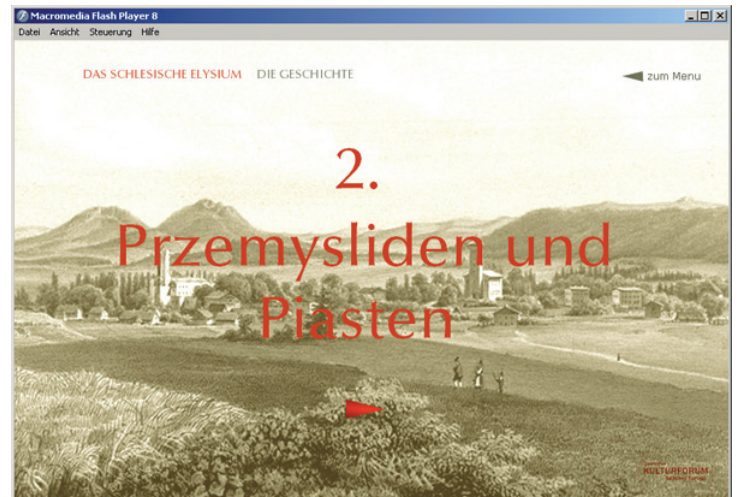 Macromedia Flash Player 8
Datei Ansicht Steuerung Hilfe
DAS SCHLESISCHE ELYSIUM DIE GESCHICHTE
zum Menu
2.
Przemysliden und
Piasten
KULTURFORUM